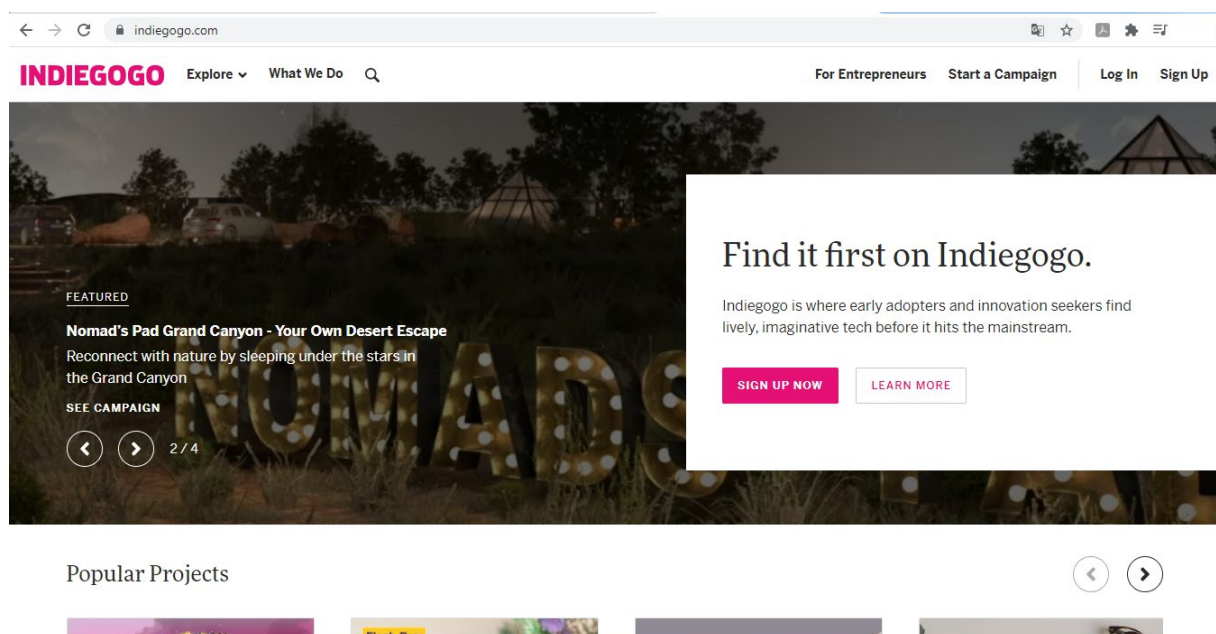 indiegogo.com
INDIEGOGO Explore What We Do For Entrepreneurs Start a Campaign Log In Sign Up
Find it first on Indiegogo.
Indiegogo is where early adopters and innovation seekers find
lively, imaginative tech before it hits the mainstream.
SIGN UP NOW LEARN MORE
FEATURED
Nomad's Pad Grand Canyon - Your Own Desert Escape
Reconnect with nature by sleeping under the stars in
the Grand Canyon
SEE CAMPAIGN
2/4
NOMADS
Popular Projects